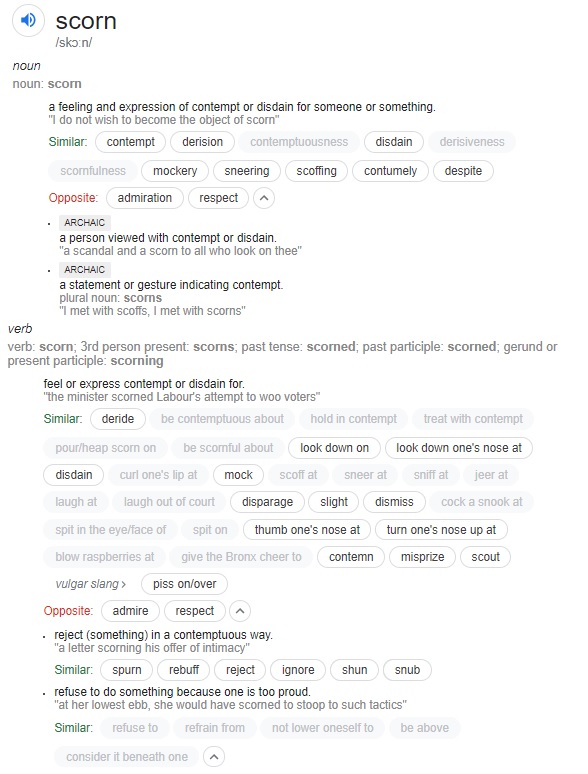 scorn
/skɔːn/
noun
noun: scorn
a feeling and expression of contempt or disdain for someone or something.
"I do not wish to become the object of scorn"
Similar: contempt derision contemptuousness disdain derisiveness
scornfulness mockery sneering scoffing contumely despite
Opposite: admiration respect
• ARCHAIC
a person viewed with contempt or disdain.
"a scandal and a scorn to all who look on thee"
• ARCHAIC
a statement or gesture indicating contempt.
plural noun: scorns
"I met with scoffs, I met with scorns"
verb
verb: scorn; 3rd person present: scorns; past tense: scorned; past participle: scorned; gerund or
present participle: scorning
feel or express contempt or disdain for.
"the minister scorned Labour's attempt to woo voters"
Similar: deride be contemptuous about hold in contempt treat with contempt
pour/heap scorn on be scornful about look down on look down one's nose at
disdain curl one's lip at mock scoff at sneer at sniff at jeer at
laugh at laugh out of court disparage slight dismiss cock a snook at
spit in the eye/face of spit on thumb one's nose at turn one's nose up at
blow raspberries at give the Bronx cheer to contemn misprize scout
vulgar slang › piss on/over
Opposite: admire respect
• reject (something) in a contemptuous way.
"a letter scorning his offer of intimacy"
Similar: spurn rebuff reject ignore shun snub
• refuse to do something because one is too proud.
"at her lowest ebb, she would have scorned to stoop to such tactics"
Similar: refuse to refrain from not lower oneself to be above
consider it beneath one